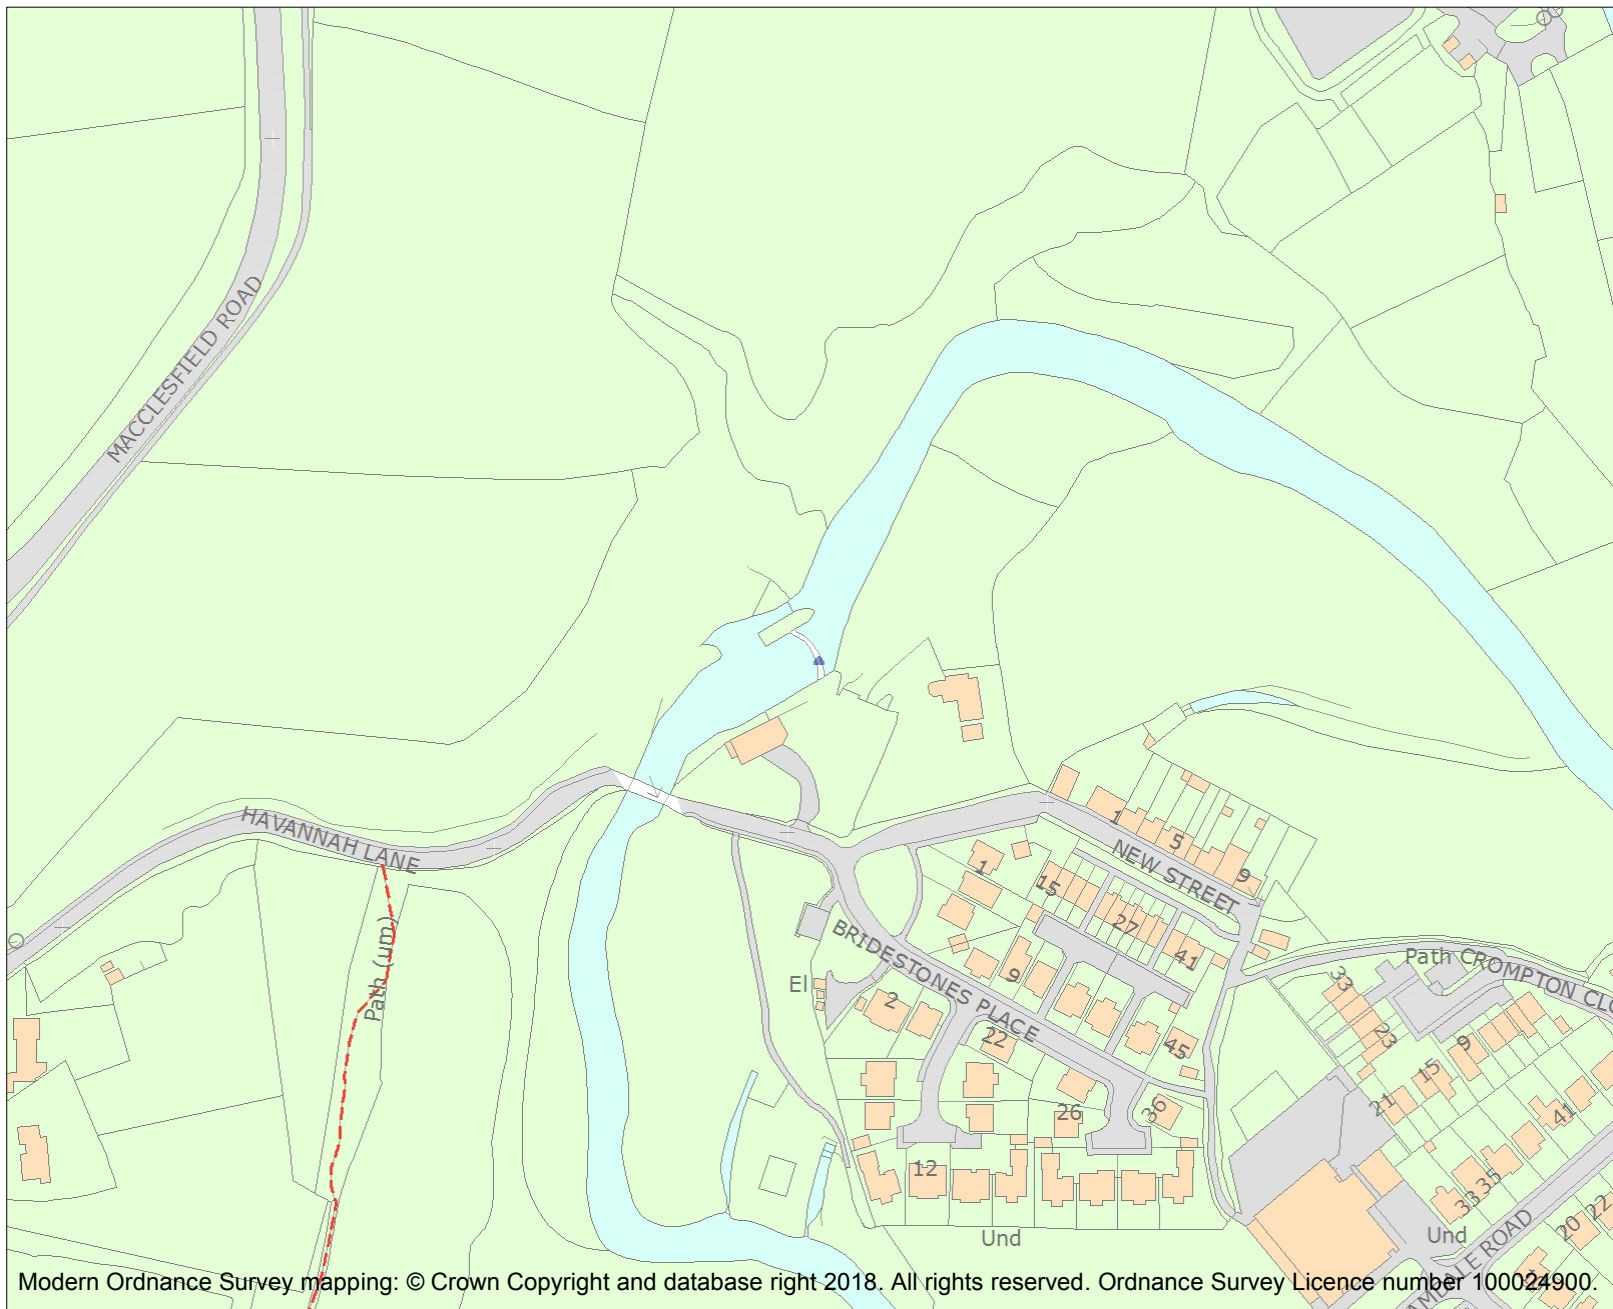 MACCLESFIELD ROAD
HAVANNAH LANE
Path (um)
NEW STREET
1
5
9
1
15
27
41
BRIDESTONES PLACE
El
2
9
22
45
26
36
12
Und
Path
CROMPTON CLO
33
23
9
15
21
41
35
33
Und
20
22
AMBLE ROAD
Modern Ordnance Survey mapping: © Crown Copyright and database right 2018. All rights reserved. Ordnance Survey Licence number 100024900.